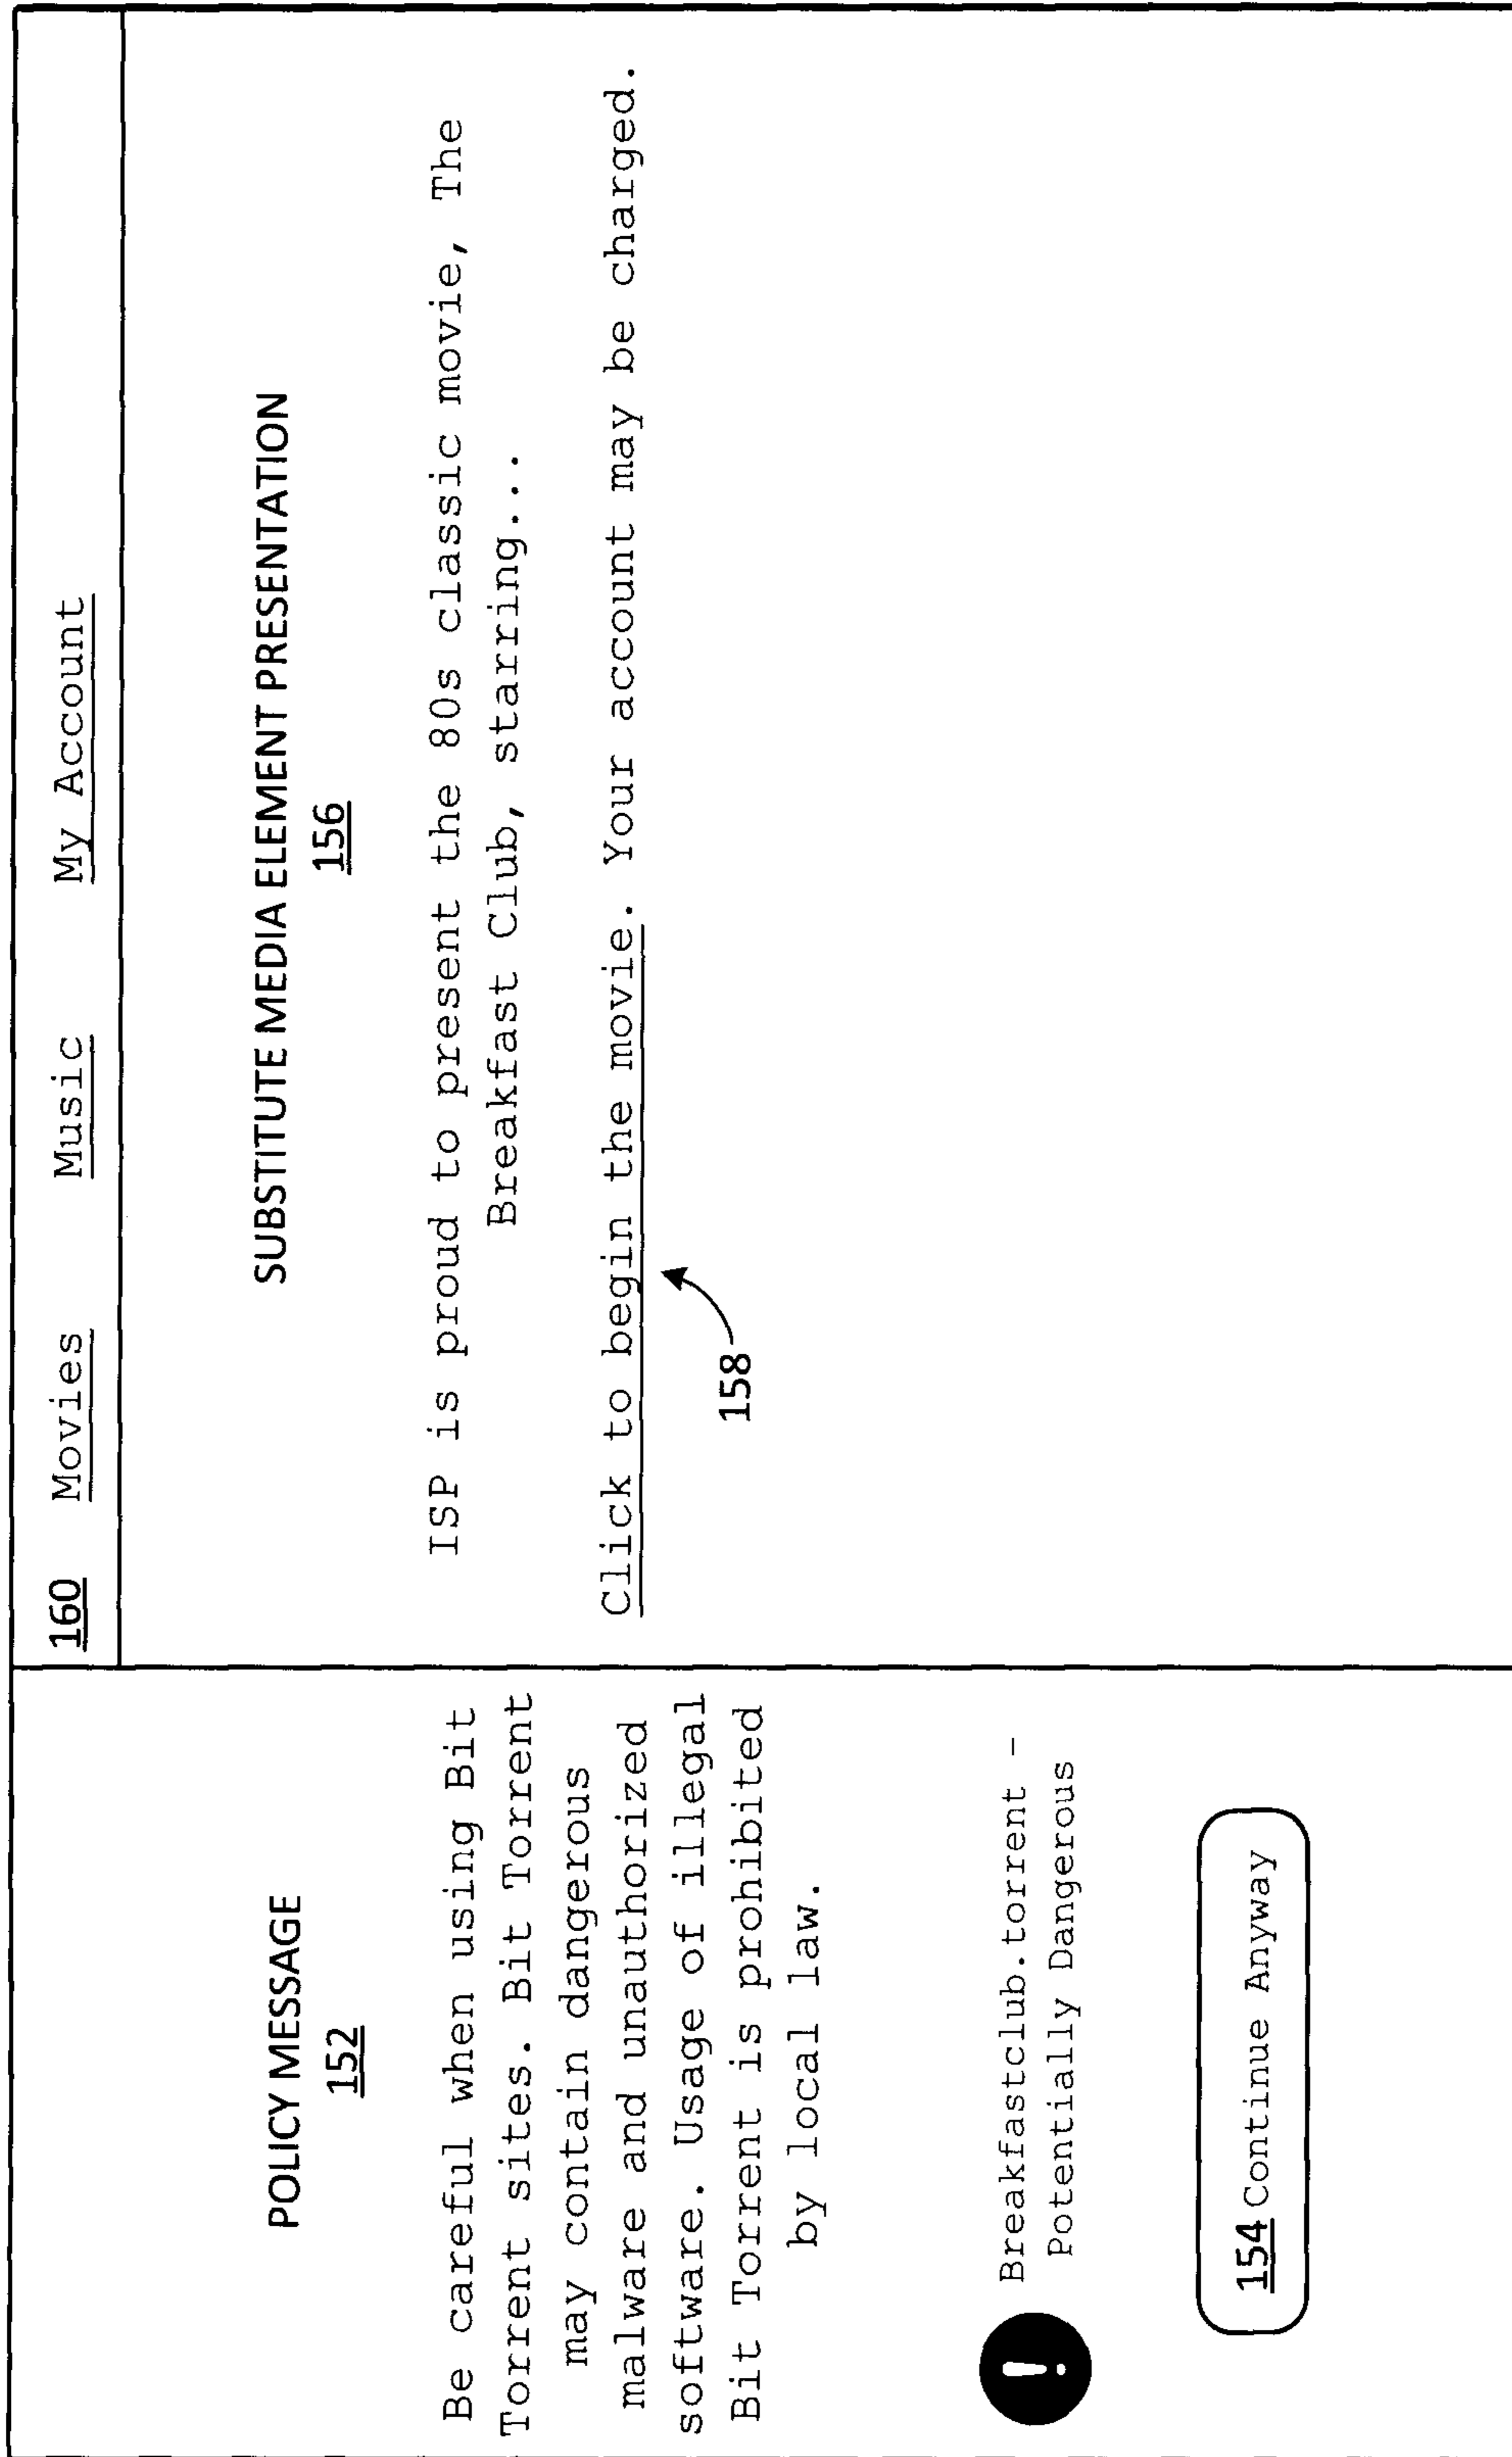 POLICY MESSAGE
152
Be careful when using Bit
Torrent sites. Bit Torrent
may contain dangerous
malware and unauthorized
software. Usage of illegal
Bit Torrent is prohibited
by local law.
Breakfastclub.torrent -
Potentially Dangerous
154 Continue Anyway
160 Movies Music My Account
SUBSTITUTE MEDIA ELEMENT PRESENTATION
156
ISP is proud to present the 80s classic movie, The
Breakfast Club, starring...
Click to begin the movie. Your account may be charged.
158